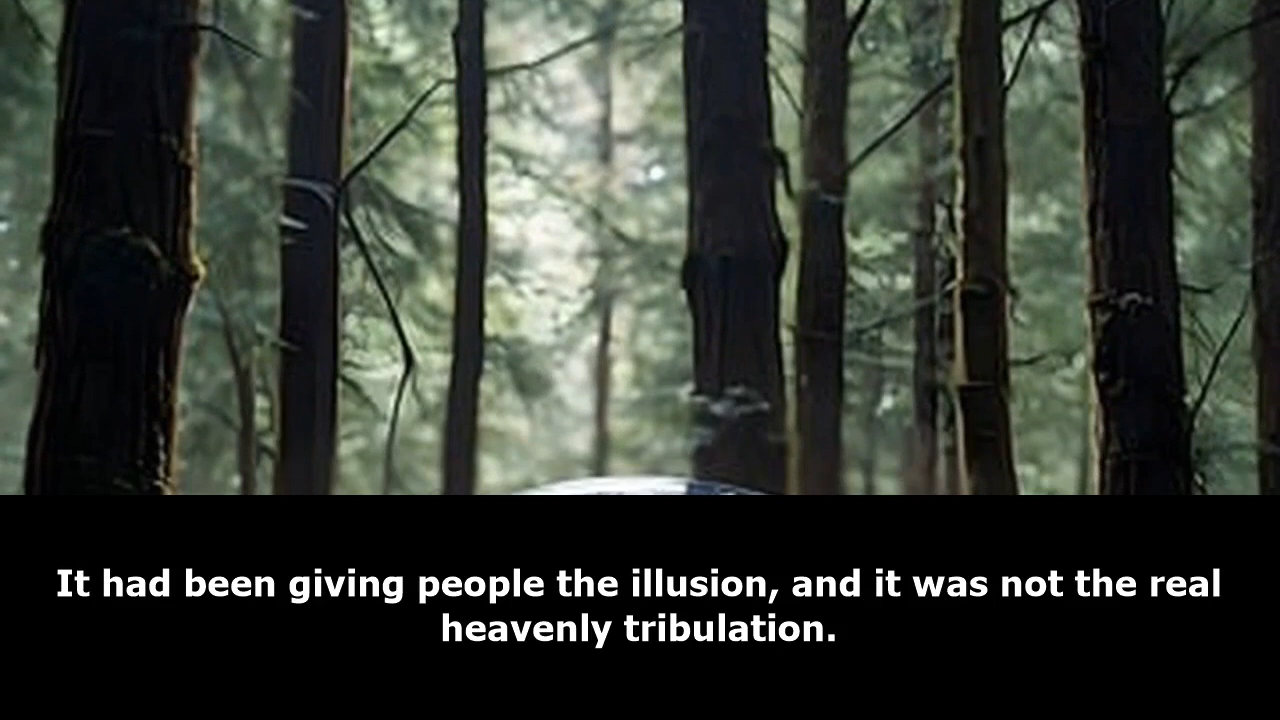 It had been giving people the illusion, and it was not the real
heavenly tribulation.